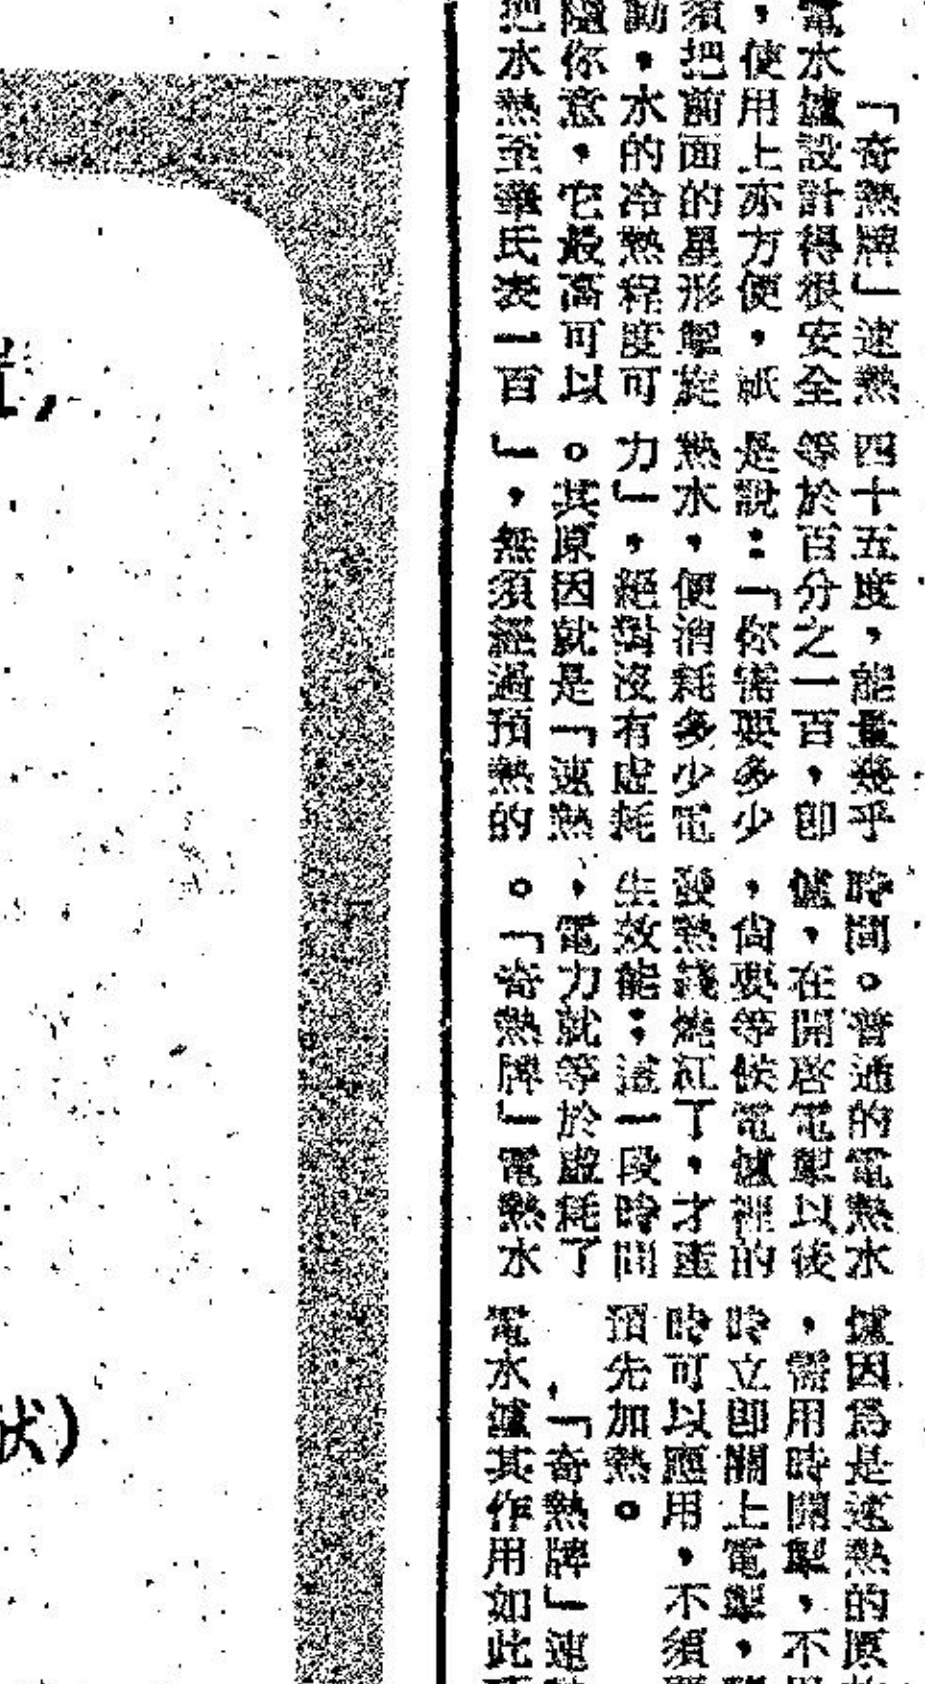 「奇熱牌」速熱
電水爐設計得很安全
，使用上亦方便，祇
須把前面的星形掣旋
動，水的冷熱程度可
隨你意，它最高可以
把水熱至華氏表一百
四十五度，能量幾乎
等於百分之一百，即
是說：「你需要多少
熱水，便消耗多少電
力」，絕對沒有虛耗
。其原因就是「速熱
」，無須經過預熱的
時間。普通的電熱水
爐，在開啓電掣以後
，尙要等候電爐裡的
發熱綫燒紅了，才產
生效能；這一段時間
，電力就等於虛耗了
。「奇熱牌」電熱水
爐因爲是速熱的原
，需用時開掣，不
時立卽關上電掣，
時可以應用，不須
預先加熱。
「奇熱牌」速
電水爐其作用如此
置，
狀)